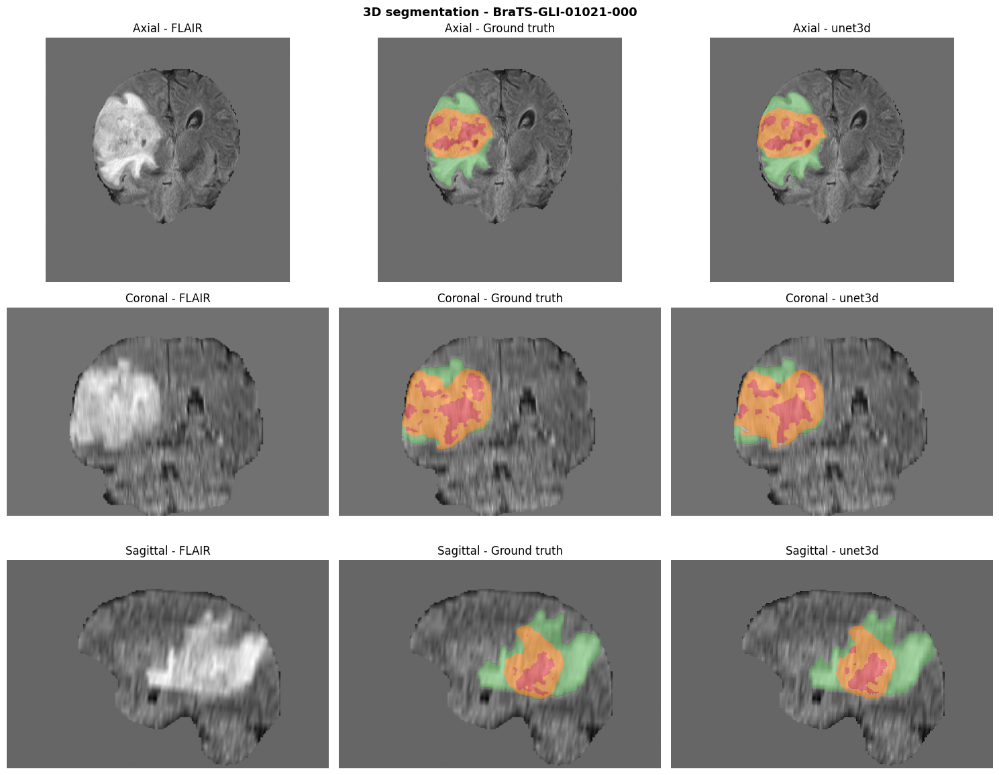 3D segmentation - BraTS-GLI-01021-000
Axial - FLAIR
Axial - Ground truth
Axial - unet3d
Coronal - FLAIR
Coronal - Ground truth
Coronal - unet3d
Sagittal - FLAIR
Sagittal - Ground truth
Sagittal - unet3d